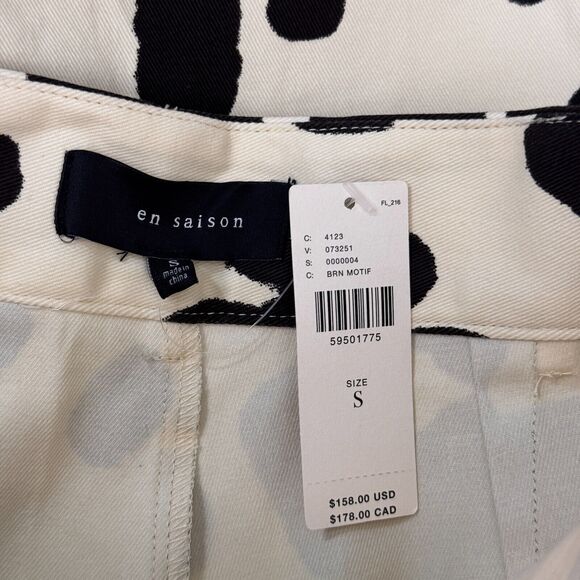 en saison
S
made in
china
FL_216
C: 4123
V: 073251
S: 0000004
C: BRN MOTIF
59501775
SIZE
S
$158.00 USD
$178.00 CAD